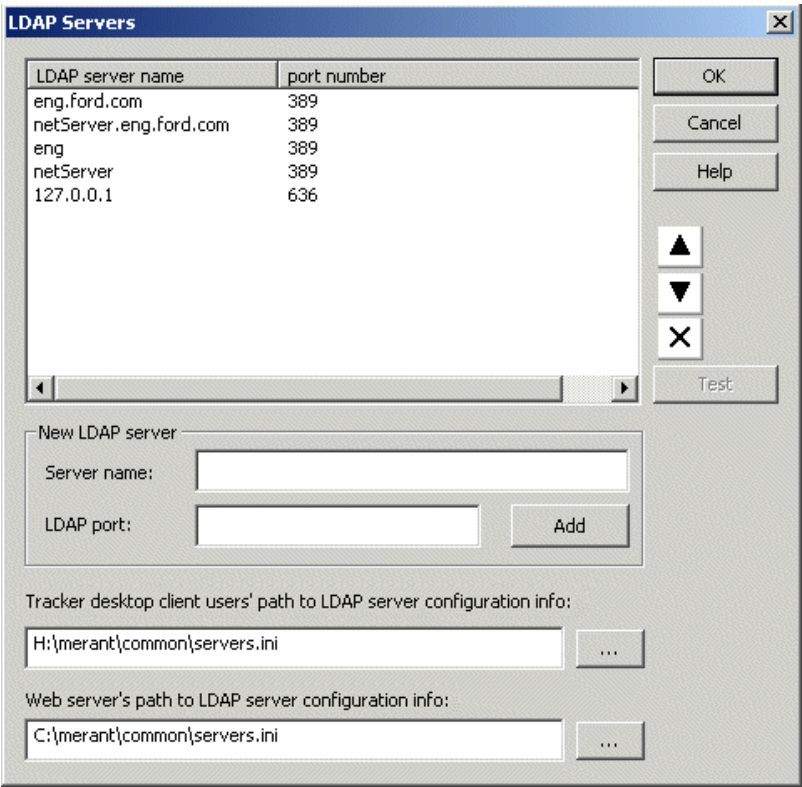 LDAP Servers
LDAP server name port number
eng.ford.com 389
netServer.eng.ford.com 389
eng 389
netServer 389
127.0.0.1 636
OK
Cancel
Help
Test
New LDAP server
Server name:
LDAP port:
Add
Tracker desktop client users' path to LDAP server configuration info:
H:\merant\common\servers.ini
...
Web server's path to LDAP server configuration info:
C:\merant\common\servers.ini
...